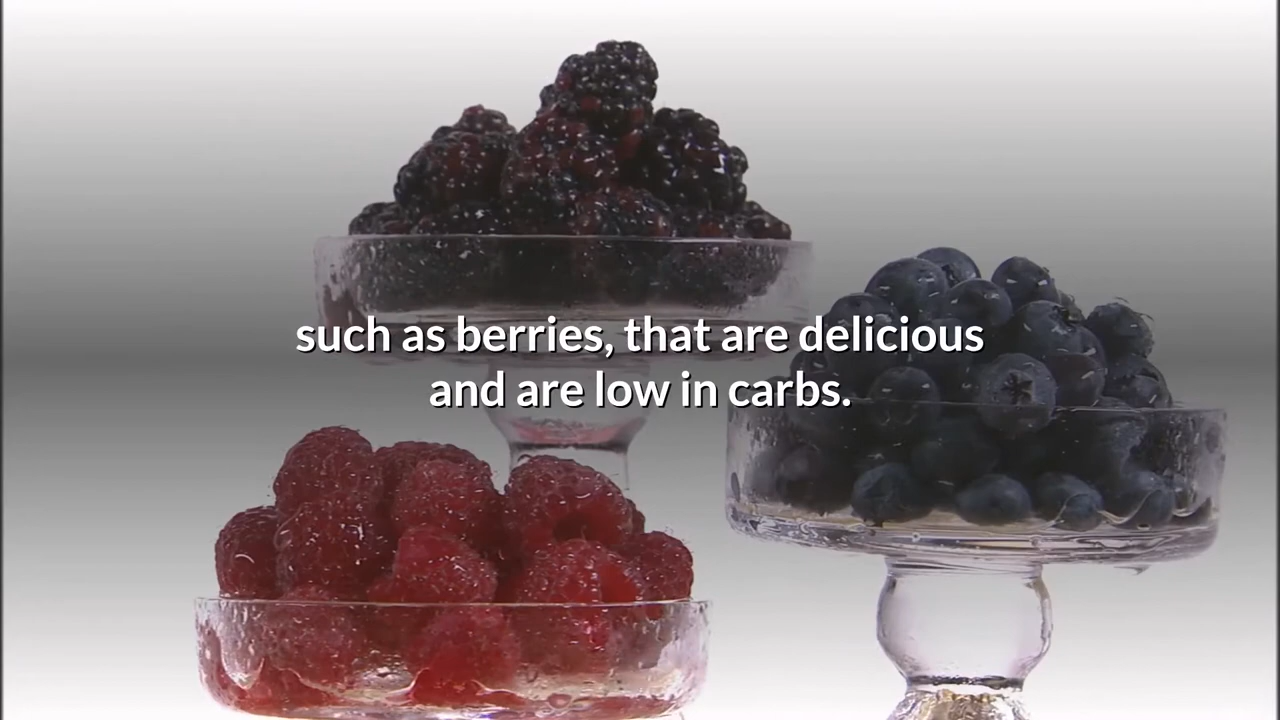 such as berries, that are delicious
and are low in carbs.